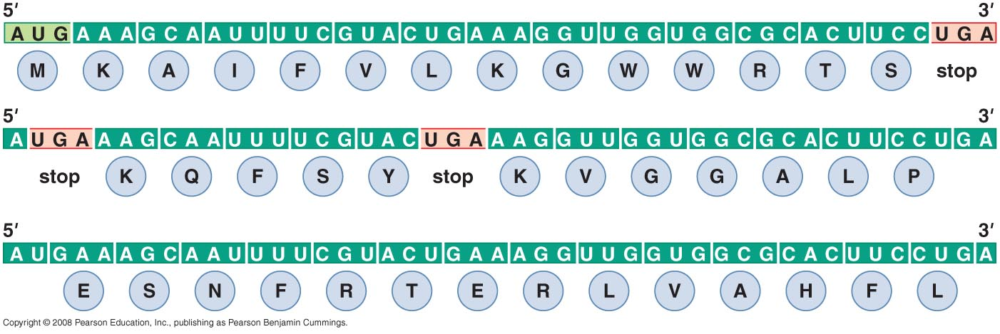 5′ 3′
AUG AAA GCA AUU UUC GUA CUG AAA GGU UGG UGG CGC ACU UCC UGA
M K A I F V L K G W W R T S stop
5′ 3′
A UGA AAG CAA UUU UCG UAC UGA AAG GUU GGU GGC GCA CUU CCU GA
stop K Q F S Y stop K V G G A L P
5′ 3′
AU GAA AGC AAU UUU CGU ACU GAA AGG UUG GUG GCG CAC UUC CUG A
E S N F R T E R L V A H F L
Copyright © 2008 Pearson Education, Inc., publishing as Pearson Benjamin Cummings.